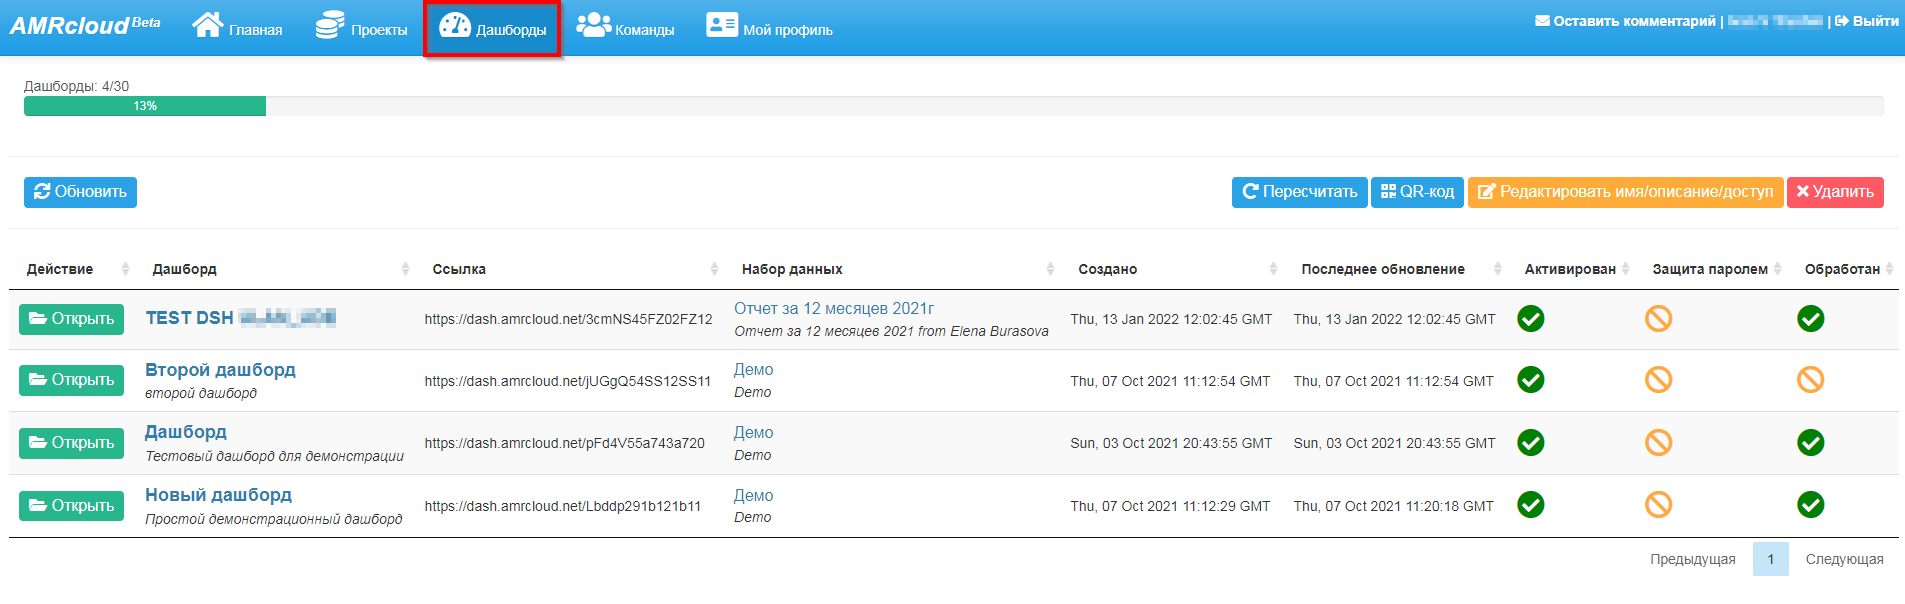 AMRcloud Beta Главная Проекты Дашборды Команды Мой профиль Оставить комментарий | | Выйти
Дашборды: 4/30
13%
Обновить Пересчитать QR-код Редактировать имя/описание/доступ Удалить
Действие Дашборд Ссылка Набор данных Создано Последнее обновление Активирован Защита паролем Обработан
Открыть TEST DSH https://dash.amrcloud.net/3cmNS45FZ02FZ12 Отчет за 12 месяцев 2021г Thu, 13 Jan 2022 12:02:45 GMT Thu, 13 Jan 2022 12:02:45 GMT
Отчет за 12 месяцев 2021 from Elena Burasova
Открыть Второй дашборд https://dash.amrcloud.net/jUGgQ54SS12SS11 Демо Thu, 07 Oct 2021 11:12:54 GMT Thu, 07 Oct 2021 11:12:54 GMT
второй дашборд Demo
Открыть Дашборд https://dash.amrcloud.net/pFd4V55a743a720 Демо Sun, 03 Oct 2021 20:43:55 GMT Sun, 03 Oct 2021 20:43:55 GMT
Тестовый дашборд для демонстрации Demo
Открыть Новый дашборд https://dash.amrcloud.net/Lbddp291b121b11 Демо Thu, 07 Oct 2021 11:12:29 GMT Thu, 07 Oct 2021 11:20:18 GMT
Простой демонстрационный дашборд Demo
Предыдущая 1 Следующая